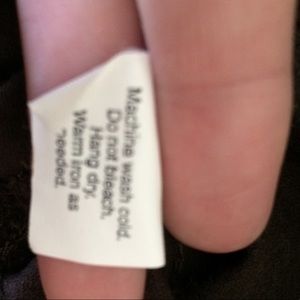 Machine wash cold.
Do not bleach.
Hang dry.
Warm iron as
needed.